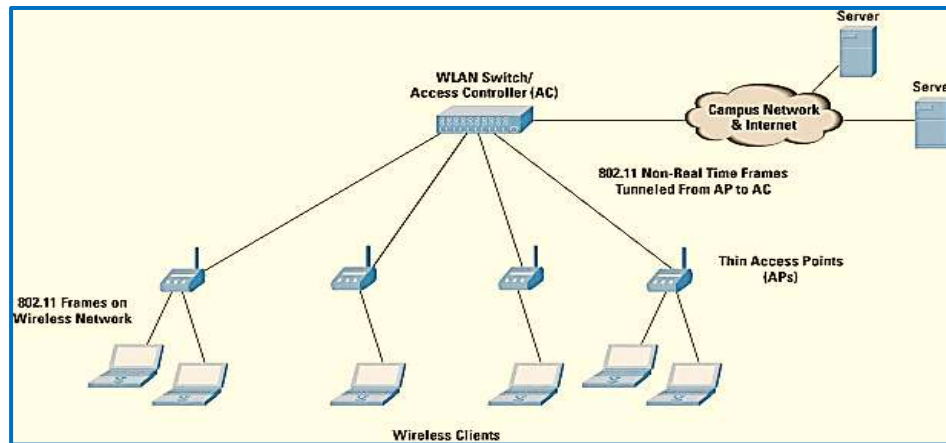 Server
WLAN Switch/
Access Controller (AC)
Campus Network
& Internet
Server
802.11 Non-Real Time Frames
Tunneled From AP to AC
Thin Access Points
(APs)
802.11 Frames on
Wireless Network
Wireless Clients